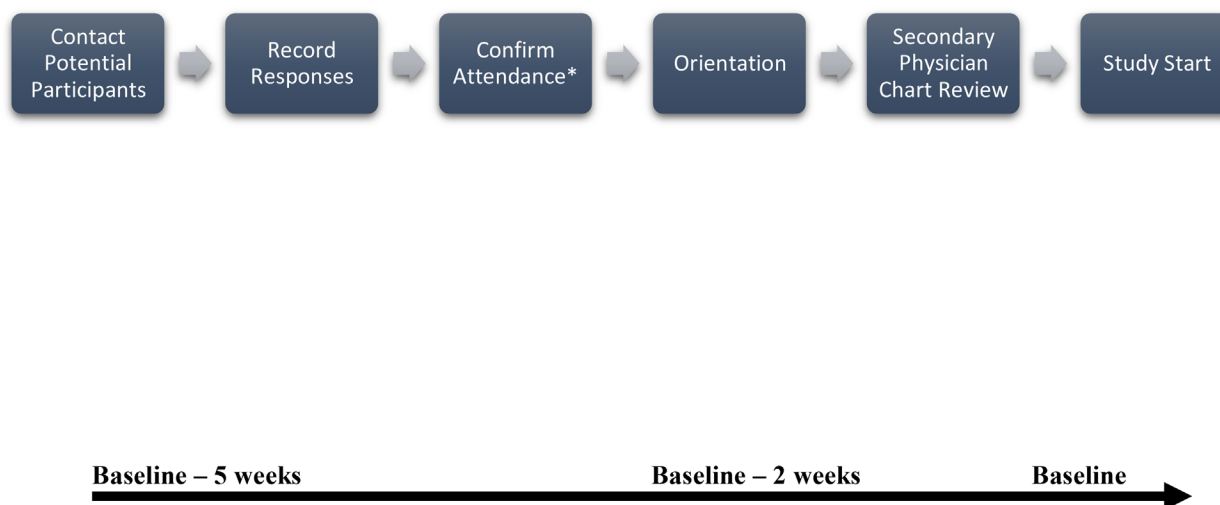 Contact
Potential
Participants
Record
Responses
Confirm
Attendance*
Orientation
Secondary
Physician
Chart Review
Study Start
Baseline – 5 weeks
Baseline – 2 weeks
Baseline